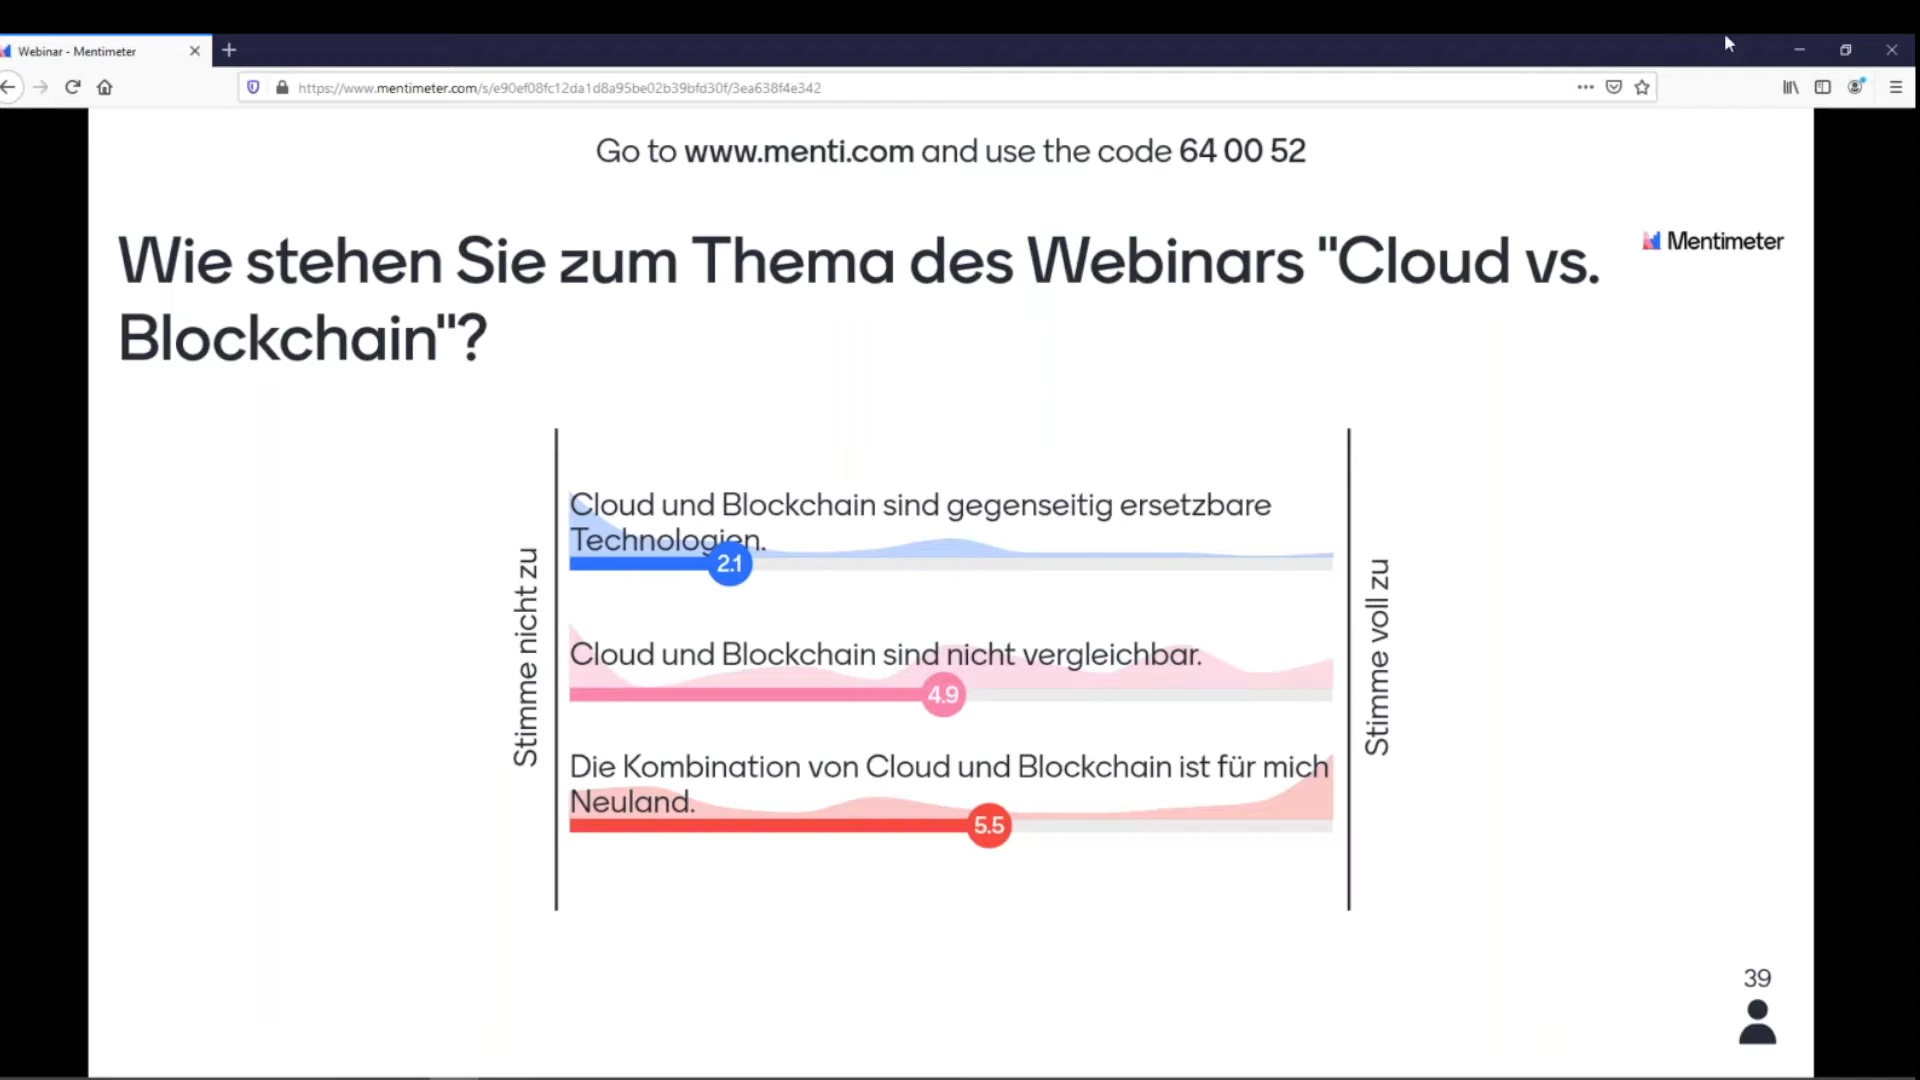 Webinar - Mentimeter
https://www.mentimeter.com/s/e90ef08fc12da1d8a95be02b39bfd30f/3ea638f4e342
Go to www.menti.com and use the code 64 00 52
Wie stehen Sie zum Thema des Webinars "Cloud vs.
Blockchain"?
Mentimeter
Stimme nicht zu
Cloud und Blockchain sind gegenseitig ersetzbare
Technologien.
2.1
Cloud und Blockchain sind nicht vergleichbar.
4.9
Die Kombination von Cloud und Blockchain ist für mich
Neuland.
5.5
Stimme voll zu
39